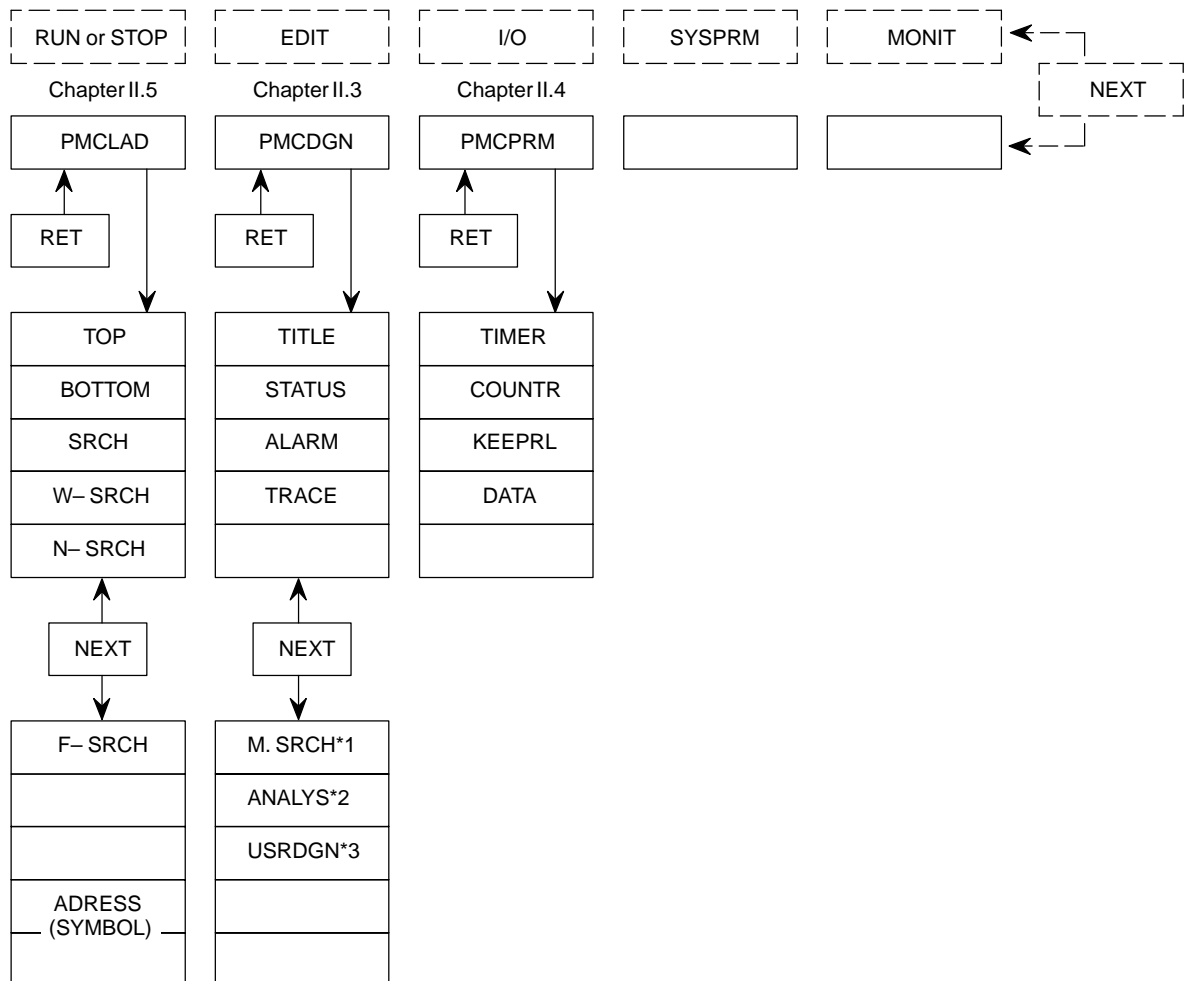 RUN or STOP
EDIT
I/O
SYSPRM
MONIT
NEXT
Chapter II.5
Chapter II.3
Chapter II.4
PMCLAD
PMCDGN
PMCPRM
RET
RET
RET
TOP
TITLE
TIMER
BOTTOM
STATUS
COUNTR
SRCH
ALARM
KEEPRL
W– SRCH
TRACE
DATA
N– SRCH
NEXT
NEXT
F– SRCH
M. SRCH*1
ANALYS*2
USRDGN*3
ADRESS
(SYMBOL)